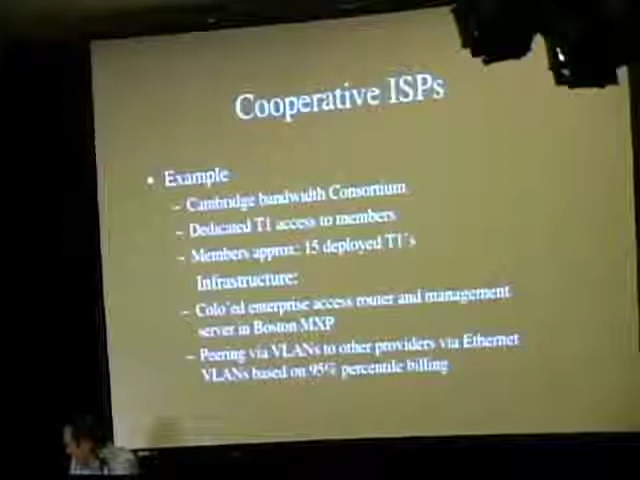 Cooperative ISPs
• Example
– Cambridge bandwidth Consortium
– Dedicated T1 access to members
– Members approx: 15 deployed T1's
Infrastructure:
– Colo'ed enterprise access router and management
server in Boston MXP
– Peering via VLANs to other providers via Ethernet
VLANs based on 95% percentile billing